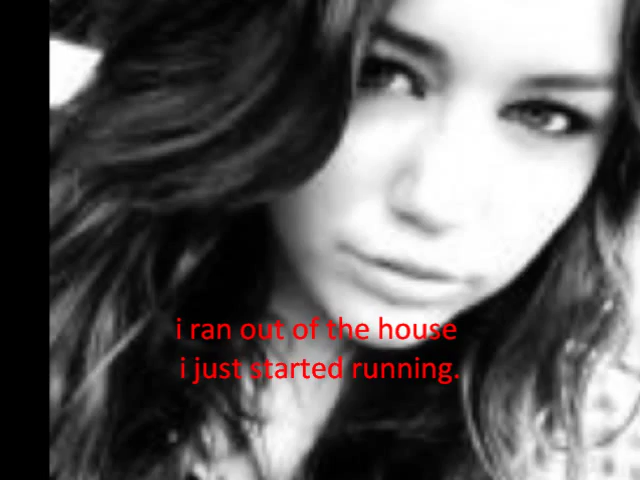 i ran out of the house
i just started running.